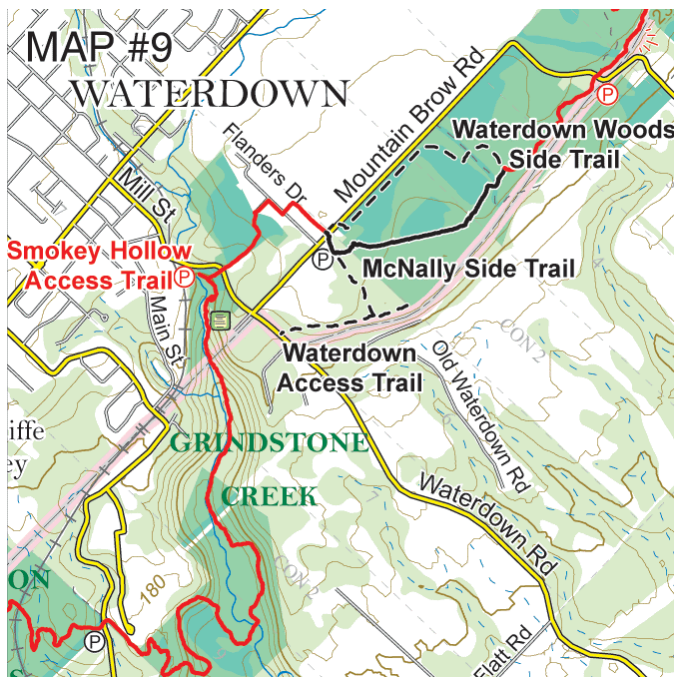 MAP #9
WATERDOWN
Mountain Brow Rd
Flanders Dr
Waterdown Woods
Side Trail
Mill St
Smokey Hollow
Access Trail
P
P
P
McNally Side Trail
Main St
Waterdown
Access Trail
CON 2
Old Waterdown Rd
iffe
ey
GRINDSTONE
CREEK
Waterdown Rd
CON 2
ON
180
P
Flatt Rd
S